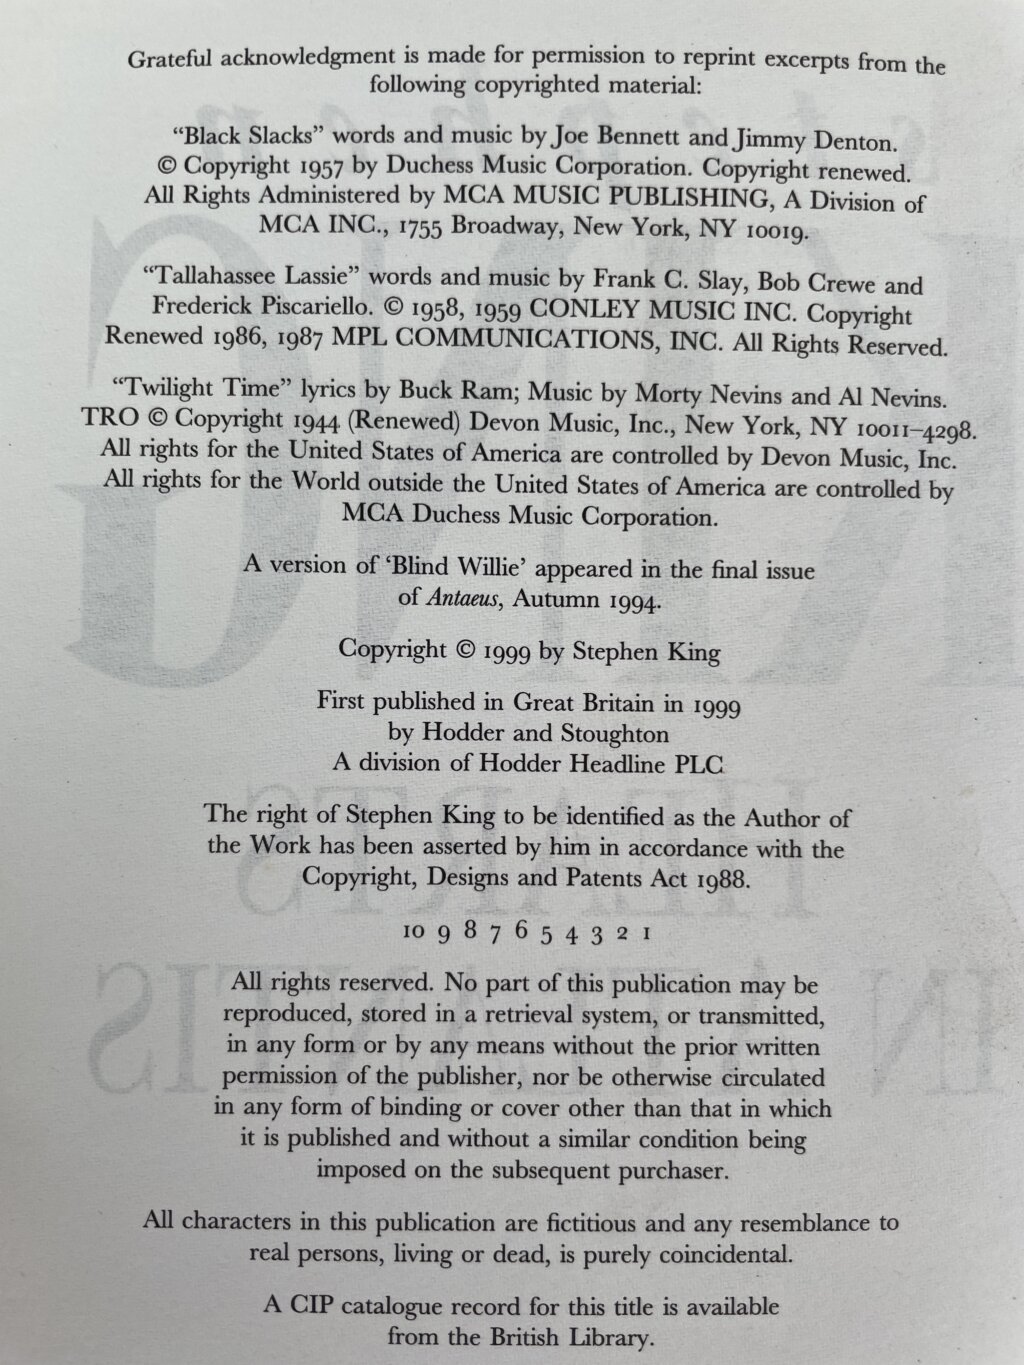 Grateful acknowledgment is made for permission to reprint excerpts from the
following copyrighted material:
“Black Slacks” words and music by Joe Bennett and Jimmy Denton.
© Copyright 1957 by Duchess Music Corporation. Copyright renewed.
All Rights Administered by MCA MUSIC PUBLISHING, A Division of
MCA INC., 1755 Broadway, New York, NY 10019.
“Tallahassee Lassie” words and music by Frank C. Slay, Bob Crewe and
Frederick Piscariello. © 1958, 1959 CONLEY MUSIC INC. Copyright
Renewed 1986, 1987 MPL COMMUNICATIONS, INC. All Rights Reserved.
“Twilight Time” lyrics by Buck Ram; Music by Morty Nevins and Al Nevins.
TRO © Copyright 1944 (Renewed) Devon Music, Inc., New York, NY 10011–4298.
All rights for the United States of America are controlled by Devon Music, Inc.
All rights for the World outside the United States of America are controlled by
MCA Duchess Music Corporation.
A version of ‘Blind Willie’ appeared in the final issue
of Antaeus, Autumn 1994.
Copyright © 1999 by Stephen King
First published in Great Britain in 1999
by Hodder and Stoughton
A division of Hodder Headline PLC
The right of Stephen King to be identified as the Author of
the Work has been asserted by him in accordance with the
Copyright, Designs and Patents Act 1988.
10 9 8 7 6 5 4 3 2 1
All rights reserved. No part of this publication may be
reproduced, stored in a retrieval system, or transmitted,
in any form or by any means without the prior written
permission of the publisher, nor be otherwise circulated
in any form of binding or cover other than that in which
it is published and without a similar condition being
imposed on the subsequent purchaser.
All characters in this publication are fictitious and any resemblance to
real persons, living or dead, is purely coincidental.
A CIP catalogue record for this title is available
from the British Library.